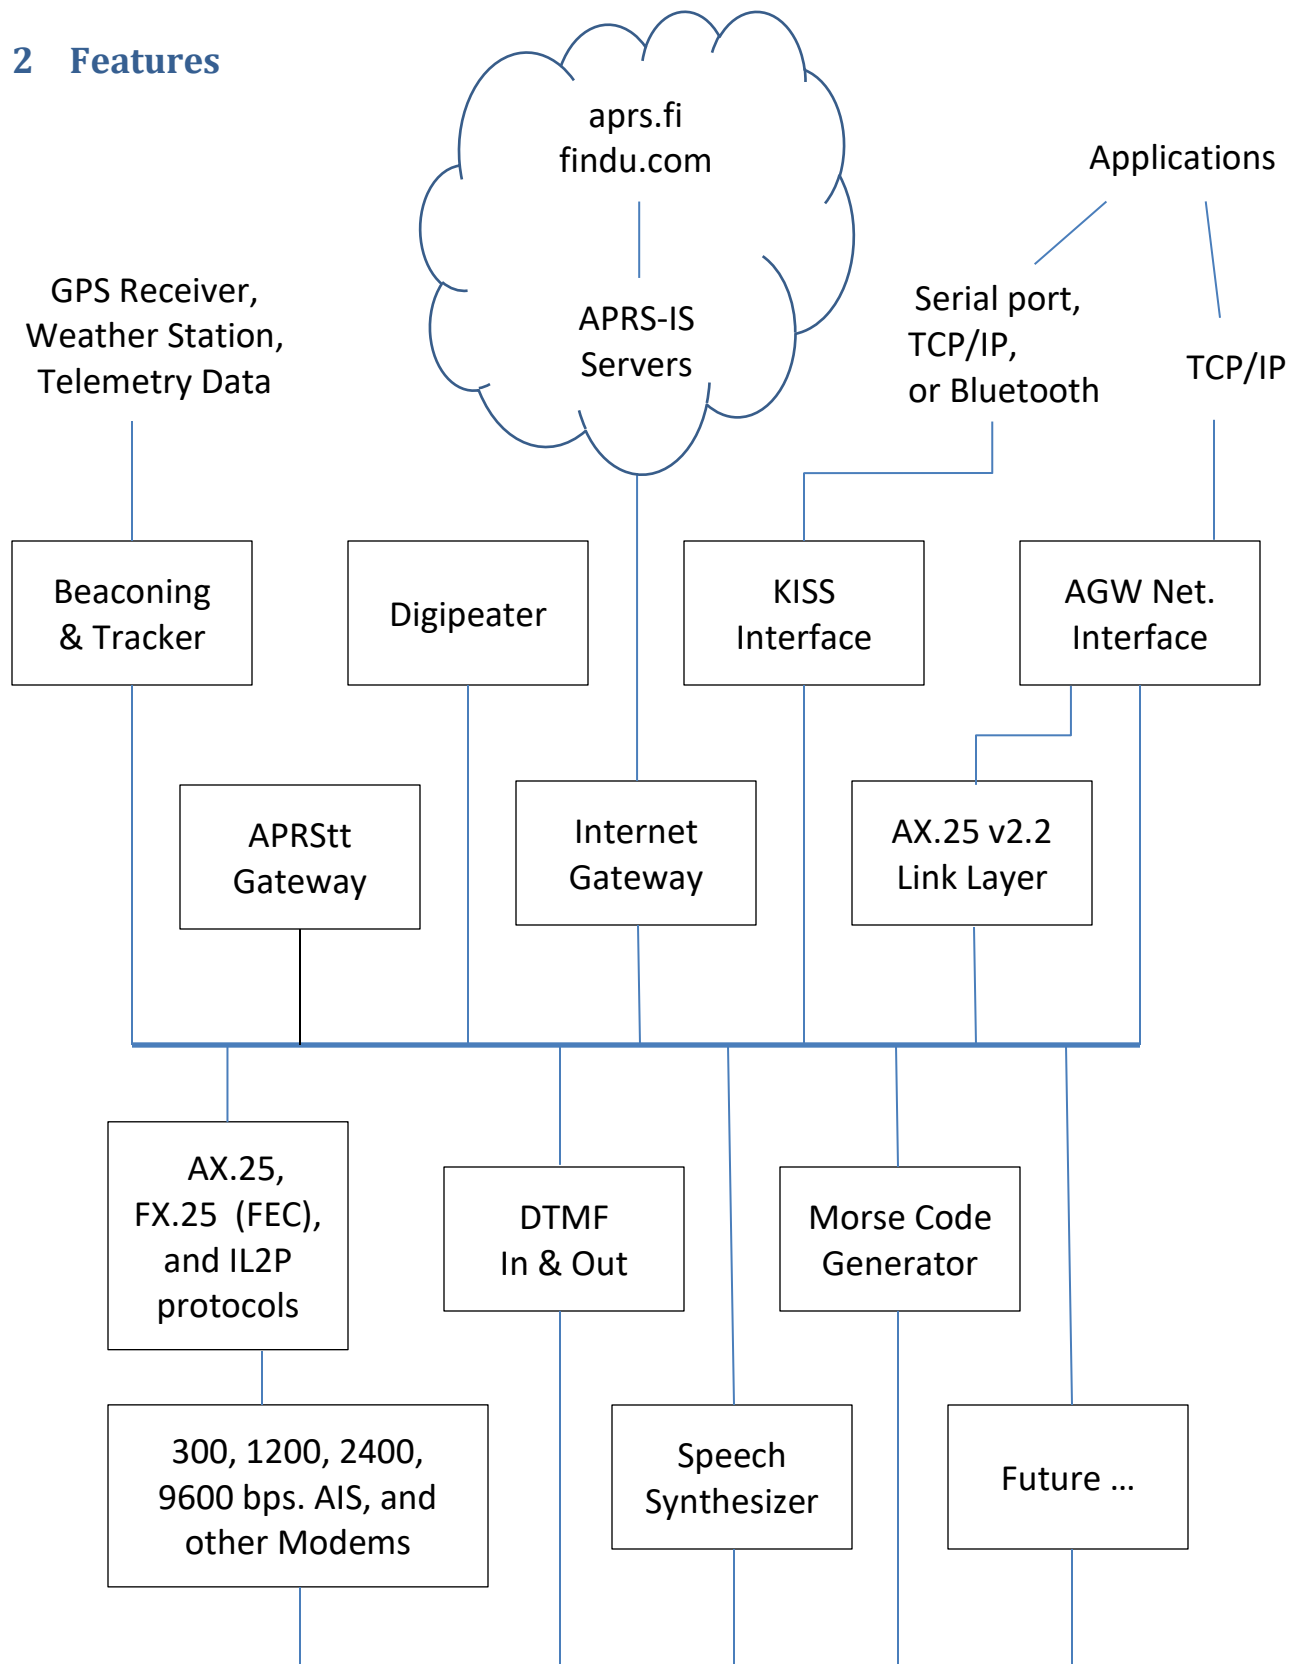 2 Features
aprs.fi
findu.com
Applications
GPS Receiver,
Weather Station,
Telemetry Data
APRS-IS
Servers
Serial port,
TCP/IP,
or Bluetooth
TCP/IP
Beaconing
& Tracker
Digipeater
KISS
Interface
AGW Net.
Interface
APRStt
Gateway
Internet
Gateway
AX.25 v2.2
Link Layer
AX.25,
FX.25 (FEC),
and IL2P
protocols
DTMF
In & Out
Morse Code
Generator
300, 1200, 2400,
9600 bps. AIS, and
other Modems
Speech
Synthesizer
Future ...